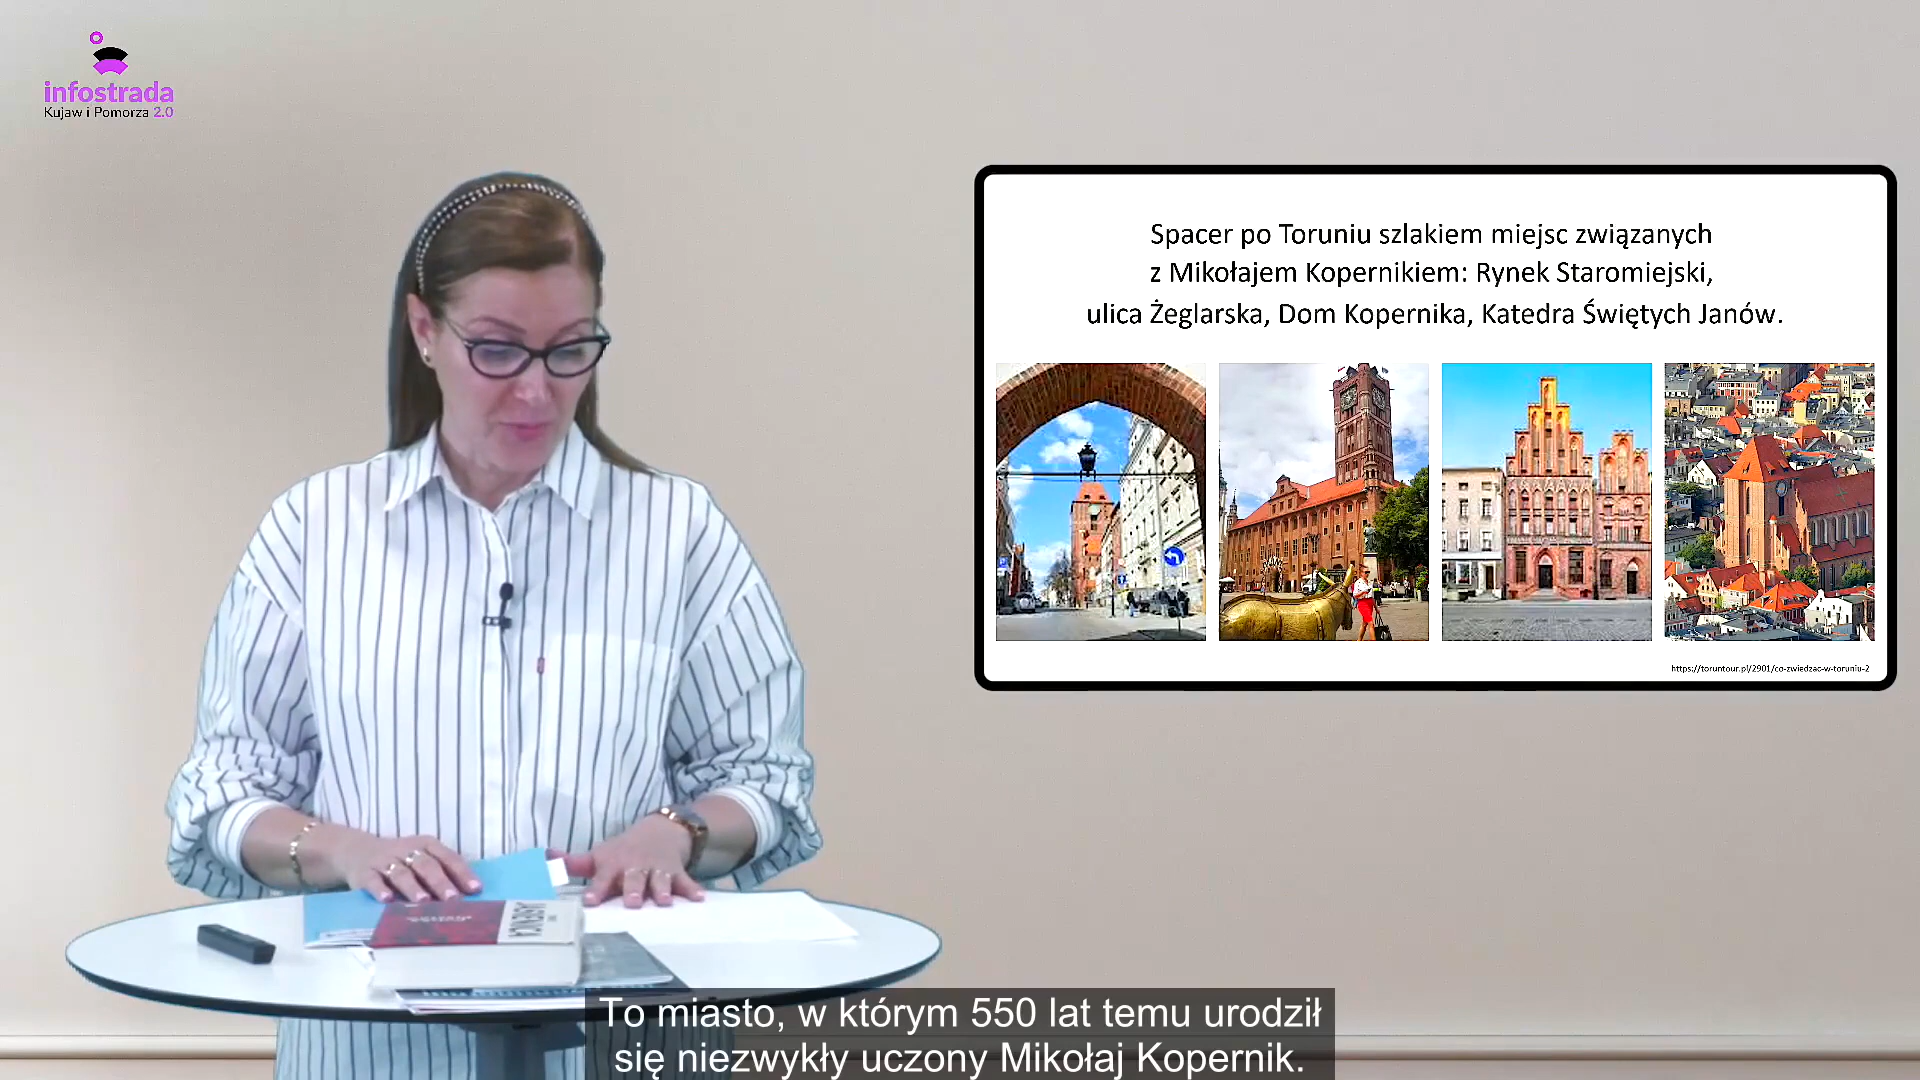 infostrada
Kujaw i Pomorza 2.0
Spacer po Toruniu szlakiem miejsc związanych
z Mikołajem Kopernikiem: Rynek Staromiejski,
ulica Żeglarska, Dom Kopernika, Katedra Świętych Janów.
https://toruntour.pl/2901/co-zwiedzac-w-toruniu-2
JASIENICA
To miasto, w którym 550 lat temu urodził
się niezwykły uczony Mikołaj Kopernik.